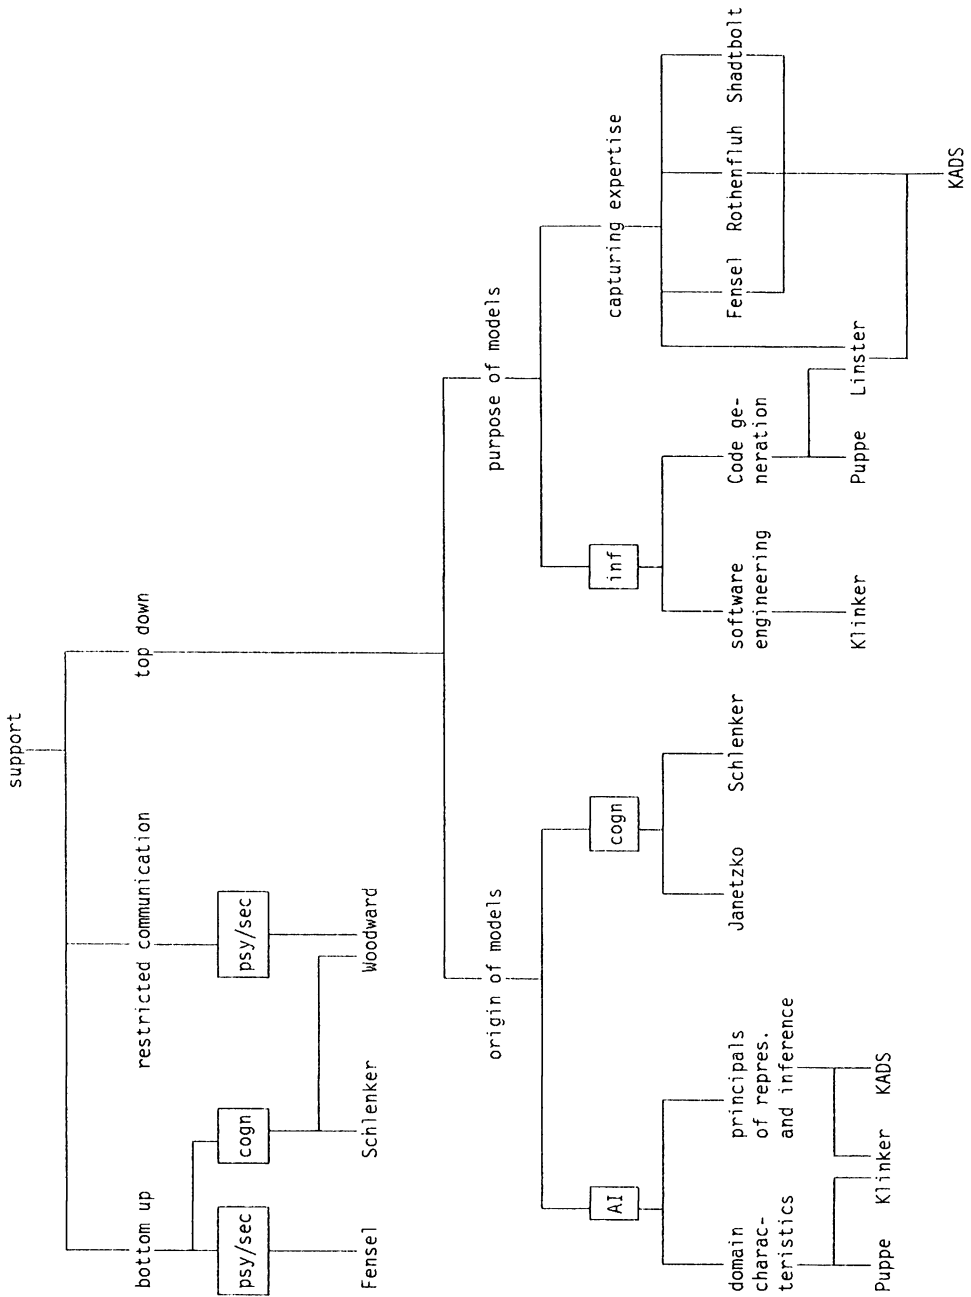 support
bottom up
restricted communication
top down
psy/sec
cogn
psy/sec
Fensel
Schlenker
Woodward
origin of models
purpose of models
AI
cogn
inf
capturing expertise
domain
charac-
teristics
principals
of repres.
and inference
Janetzko
Schlenker
software
engineering
Code ge-
neration
Fensel
Rothenfluh
Shadtbolt
Puppe
Klinker
KADS
Klinker
Puppe
Linster
KADS